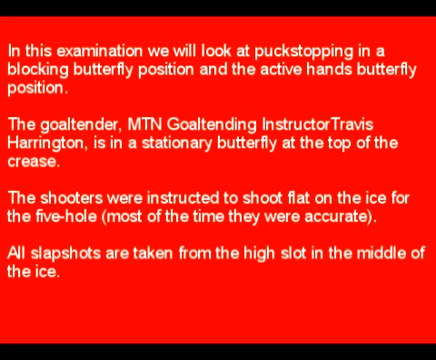 In this examination we will look at puckstopping in a
blocking butterfly position and the active hands butterfly
position.
The goaltender, MTN Goaltending InstructorTravis
Harrington, is in a stationary butterfly at the top of the
crease.
The shooters were instructed to shoot flat on the ice for
the five-hole (most of the time they were accurate).
All slapshots are taken from the high slot in the middle of
the ice.